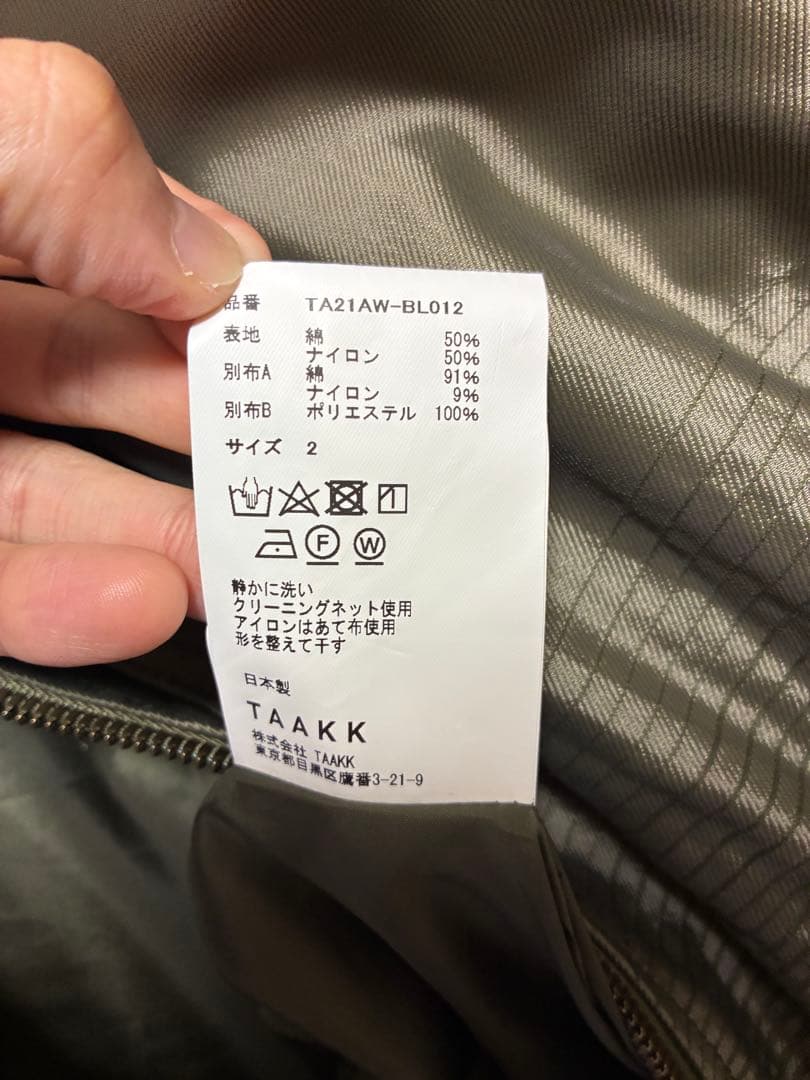 品番 TA21AW-BL012
表地 綿 50%
ナイロン 50%
別布A 綿 91%
ナイロン 9%
別布B ポリエステル 100%
サイズ 2
F W
静かに洗い
クリーニングネット使用
アイロンはあて布使用
形を整えて干す
日本製
TAAKK
株式会社 TAAKK
東京都目黒区鷹番3-21-9